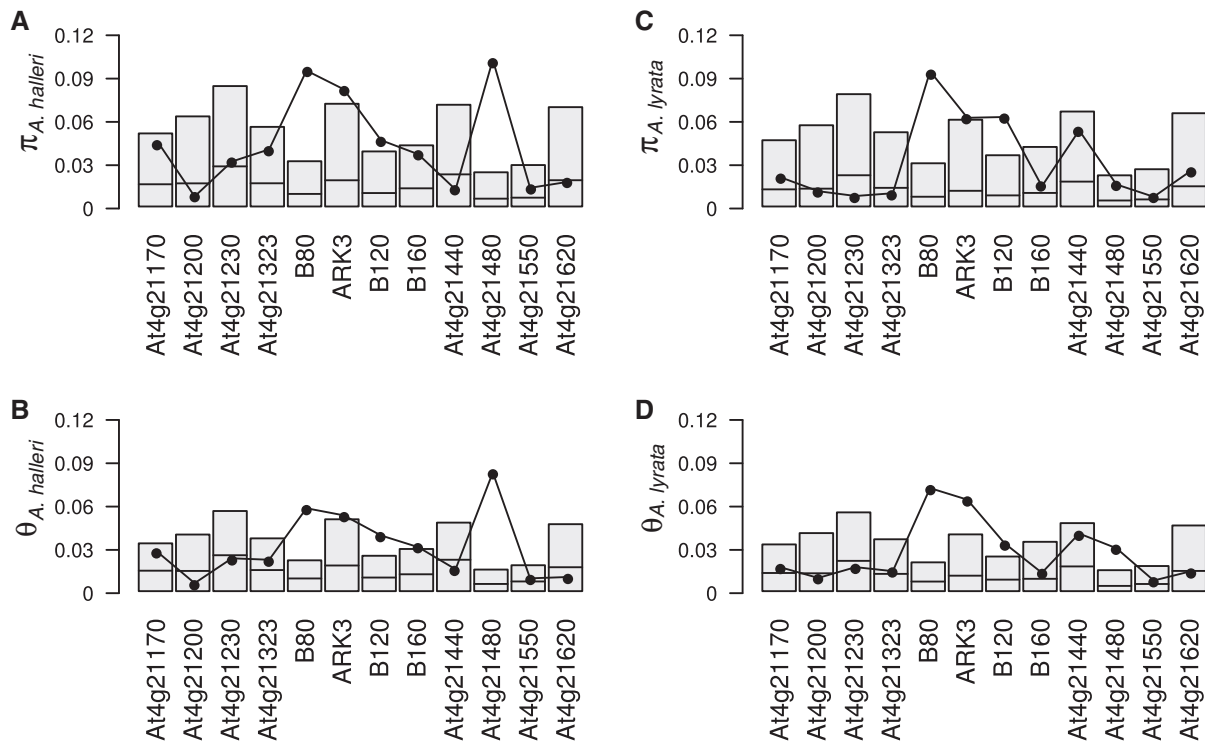 A
π A. halleri
0.12
0.09
0.06
0.03
0
At4g21170
At4g21200
At4g21230
At4g21323
B80
ARK3
B120
B160
At4g21440
At4g21480
At4g21550
At4g21620
C
π A. lyrata
0.12
0.09
0.06
0.03
0
At4g21170
At4g21200
At4g21230
At4g21323
B80
ARK3
B120
B160
At4g21440
At4g21480
At4g21550
At4g21620
B
θ A. halleri
0.12
0.09
0.06
0.03
0
At4g21170
At4g21200
At4g21230
At4g21323
B80
ARK3
B120
B160
At4g21440
At4g21480
At4g21550
At4g21620
D
θ A. lyrata
0.12
0.09
0.06
0.03
0
At4g21170
At4g21200
At4g21230
At4g21323
B80
ARK3
B120
B160
At4g21440
At4g21480
At4g21550
At4g21620